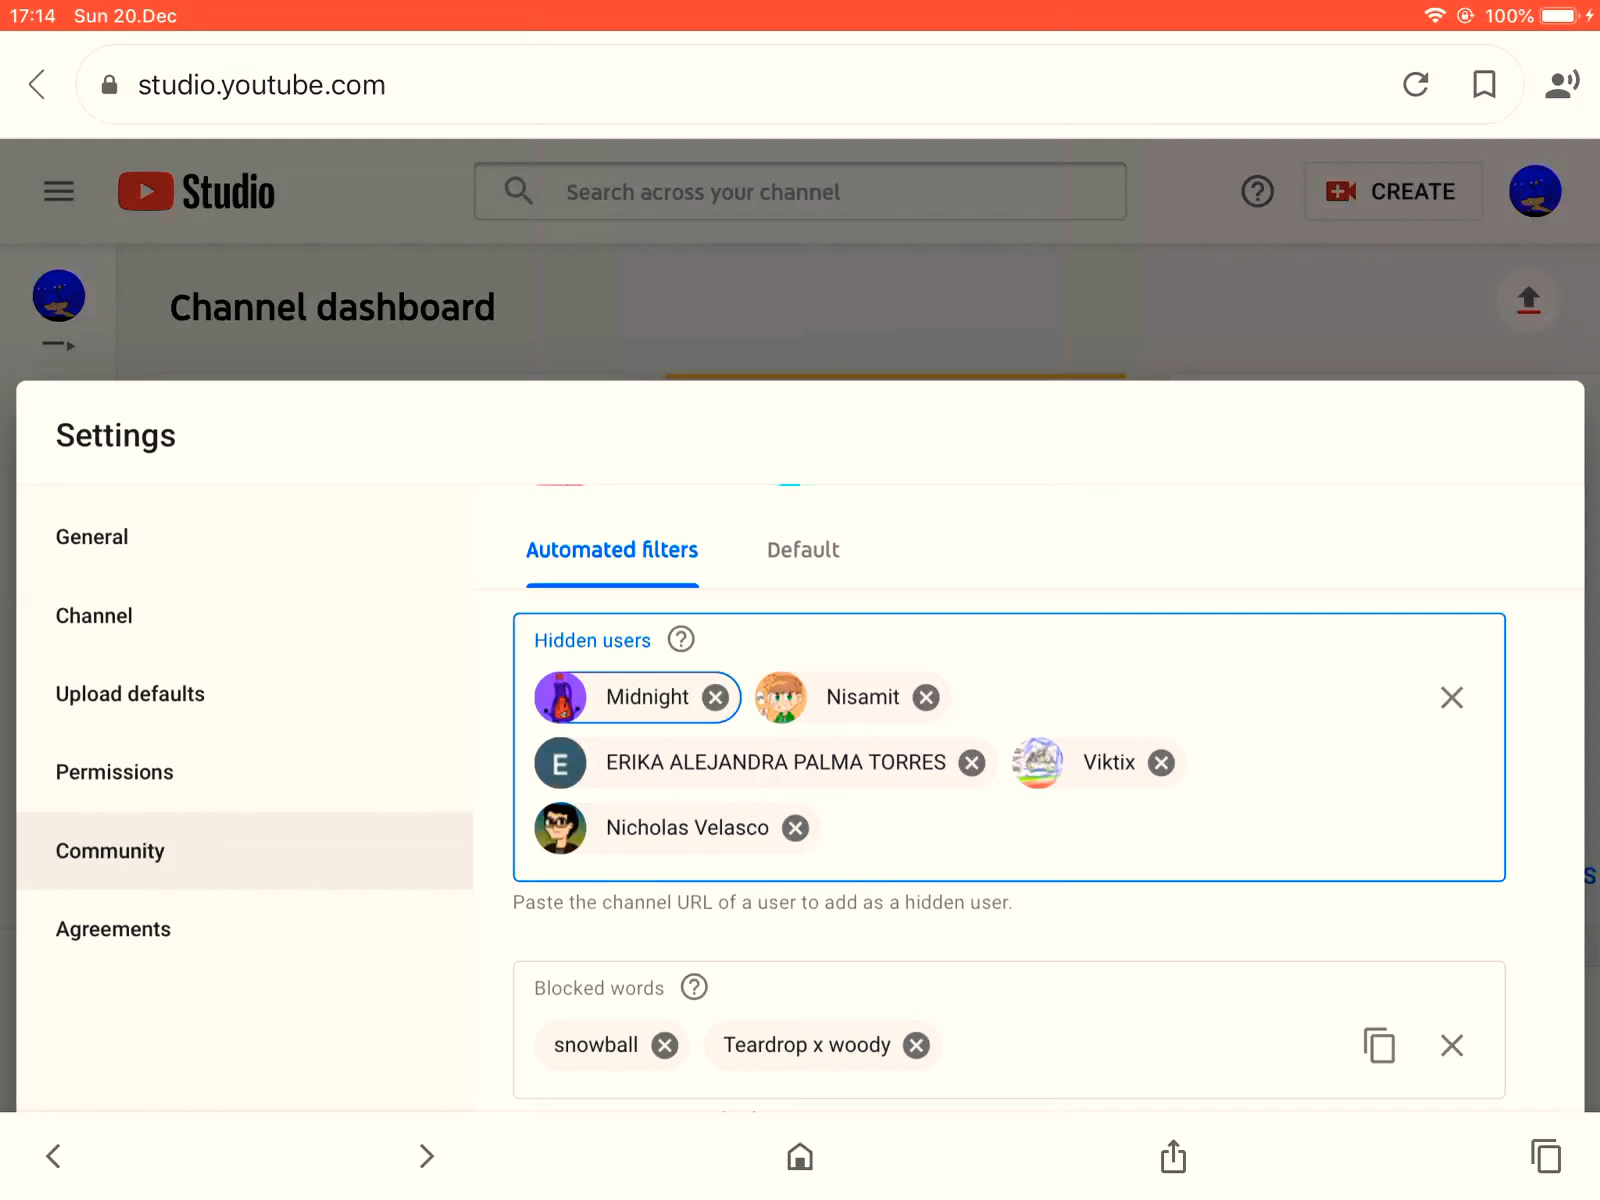 17:14 Sun 20.Dec 100%
studio.youtube.com
Studio
Search across your channel
CREATE
Channel dashboard
Settings
General
Channel
Upload defaults
Permissions
Community
Agreements
Automated filters Default
Hidden users ?
Midnight Nisamit
E ERIKA ALEJANDRA PALMA TORRES Viktix
Nicholas Velasco
Paste the channel URL of a user to add as a hidden user.
Blocked words ?
snowball Teardrop x woody